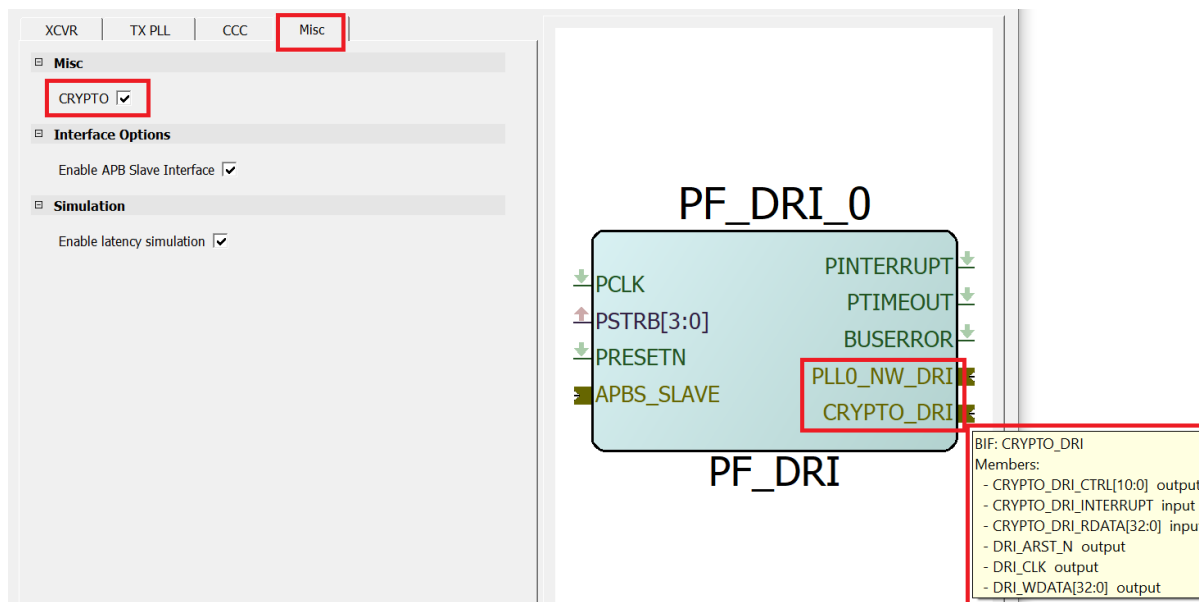 XCVR TX PLL CCC Misc
Misc
CRYPTO
Interface Options
Enable APB Slave Interface
Simulation
Enable latency simulation
PF_DRI_0
PCLK
PSTRB[3:0]
PRESETN
APBS_SLAVE
PINTERRUPT
PTIMEOUT
BUSERROR
PLL0_NW_DRI
CRYPTO_DRI
PF_DRI
BIF: CRYPTO_DRI
Members:
- CRYPTO_DRI_CTRL[10:0] output
- CRYPTO_DRI_INTERRUPT input
- CRYPTO_DRI_RDATA[32:0] inpu
- DRI_ARST_N output
- DRI_CLK output
- DRI_WDATA[32:0] output